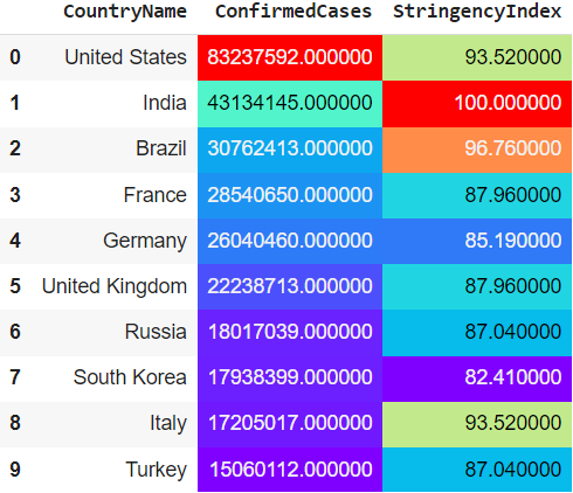 CountryName ConfirmedCases StringencyIndex
0 United States 83237592.000000 93.520000
1 India 43134145.000000 100.000000
2 Brazil 30762413.000000 96.760000
3 France 28540650.000000 87.960000
4 Germany 26040460.000000 85.190000
5 United Kingdom 22238713.000000 87.960000
6 Russia 18017039.000000 87.040000
7 South Korea 17938399.000000 82.410000
8 Italy 17205017.000000 93.520000
9 Turkey 15060112.000000 87.040000